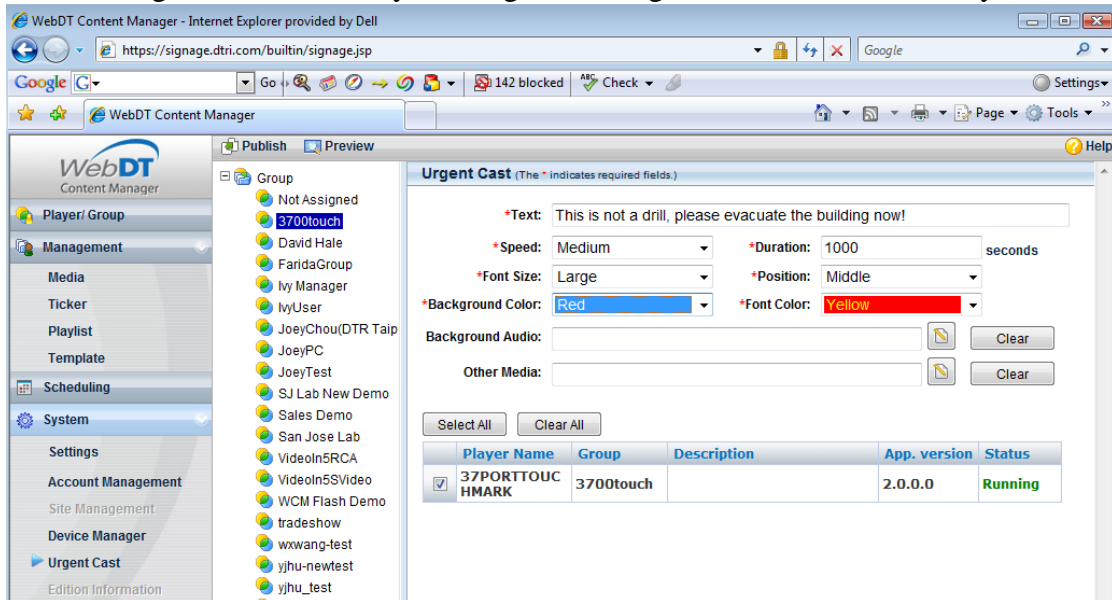 WebDT Content Manager - Internet Explorer provided by Dell
https://signage.dtri.com/builtin/signage.jsp
Google
Google G Go 142 blocked ABC Check Settings
WebDT Content Manager Page Tools »
WebDT
Content Manager
Publish Preview Help
Player/ Group
Management
Media
Ticker
Playlist
Template
Scheduling
System
Settings
Account Management
Site Management
Device Manager
Urgent Cast
Edition Information
Group
Not Assigned
3700touch
David Hale
FaridaGroup
Ivy Manager
IvyUser
JoeyChou(DTR Taip
JoeyPC
JoeyTest
SJ Lab New Demo
Sales Demo
San Jose Lab
VideoIn5RCA
VideoIn5SVideo
WCM Flash Demo
tradeshow
wxwang-test
yjhu-newtest
yjhu_test
Urgent Cast (The * indicates required fields.)
*Text: This is not a drill, please evacuate the building now!
*Speed: Medium *Duration: 1000 seconds
*Font Size: Large *Position: Middle
*Background Color: Red *Font Color: Yellow
Background Audio: Clear
Other Media: Clear
Select All Clear All
Player Name Group Description App. version Status
37PORTTOUC
HMARK 3700touch 2.0.0.0 Running